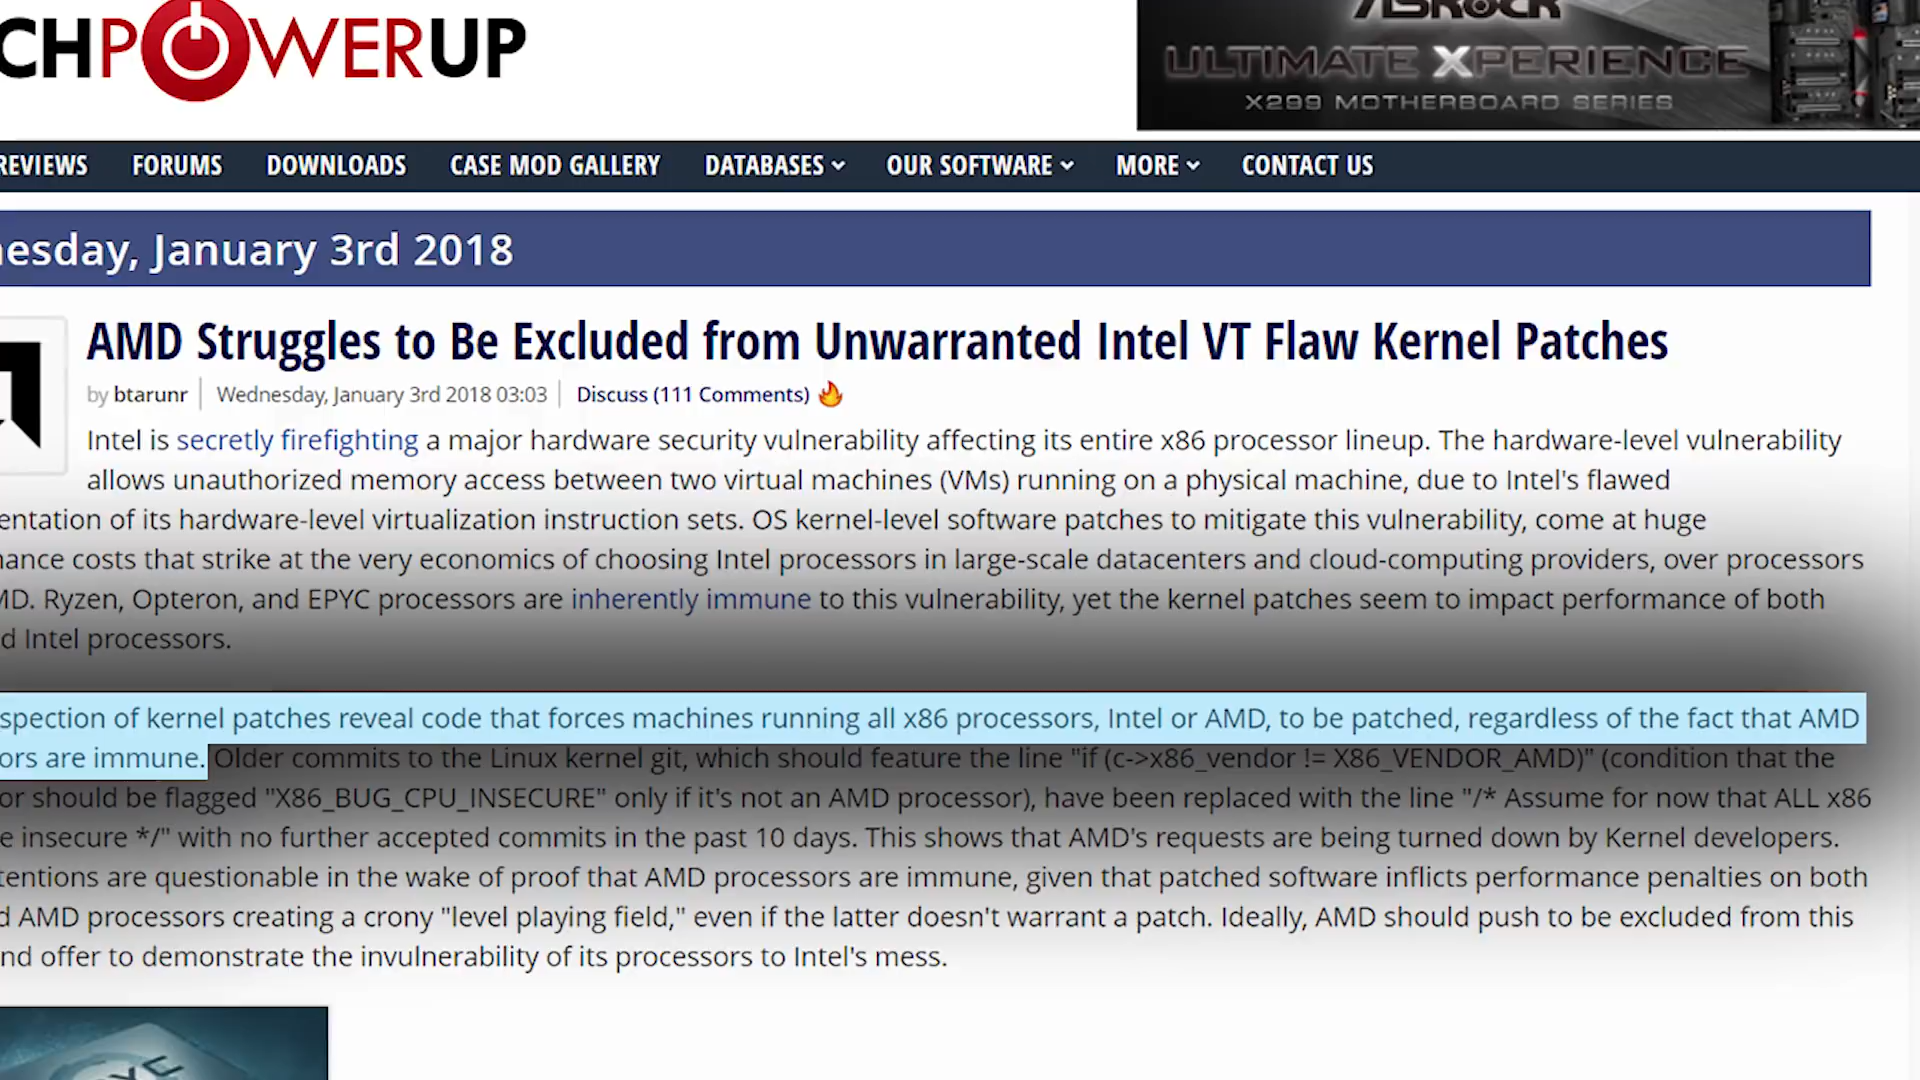 CHPOWERUP
ASROCK
ULTIMATE XPERIENCE
X299 MOTHERBOARD SERIES
REVIEWS FORUMS DOWNLOADS CASE MOD GALLERY DATABASES OUR SOFTWARE MORE CONTACT US
esday, January 3rd 2018
AMD Struggles to Be Excluded from Unwarranted Intel VT Flaw Kernel Patches
by btarunr Wednesday, January 3rd 2018 03:03 Discuss (111 Comments)
Intel is secretly firefighting a major hardware security vulnerability affecting its entire x86 processor lineup. The hardware-level vulnerability
allows unauthorized memory access between two virtual machines (VMs) running on a physical machine, due to Intel's flawed
entation of its hardware-level virtualization instruction sets. OS kernel-level software patches to mitigate this vulnerability, come at huge
nance costs that strike at the very economics of choosing Intel processors in large-scale datacenters and cloud-computing providers, over processors
MD. Ryzen, Opteron, and EPYC processors are inherently immune to this vulnerability, yet the kernel patches seem to impact performance of both
d Intel processors.
spection of kernel patches reveal code that forces machines running all x86 processors, Intel or AMD, to be patched, regardless of the fact that AMD
ors are immune. Older commits to the Linux kernel git, which should feature the line "if (c->x86_vendor != X86_VENDOR_AMD)" (condition that the
or should be flagged "X86_BUG_CPU_INSECURE" only if it's not an AMD processor), have been replaced with the line "/* Assume for now that ALL x86
e insecure */" with no further accepted commits in the past 10 days. This shows that AMD's requests are being turned down by Kernel developers.
tentions are questionable in the wake of proof that AMD processors are immune, given that patched software inflicts performance penalties on both
d AMD processors creating a crony "level playing field," even if the latter doesn't warrant a patch. Ideally, AMD should push to be excluded from this
nd offer to demonstrate the invulnerability of its processors to Intel's mess.